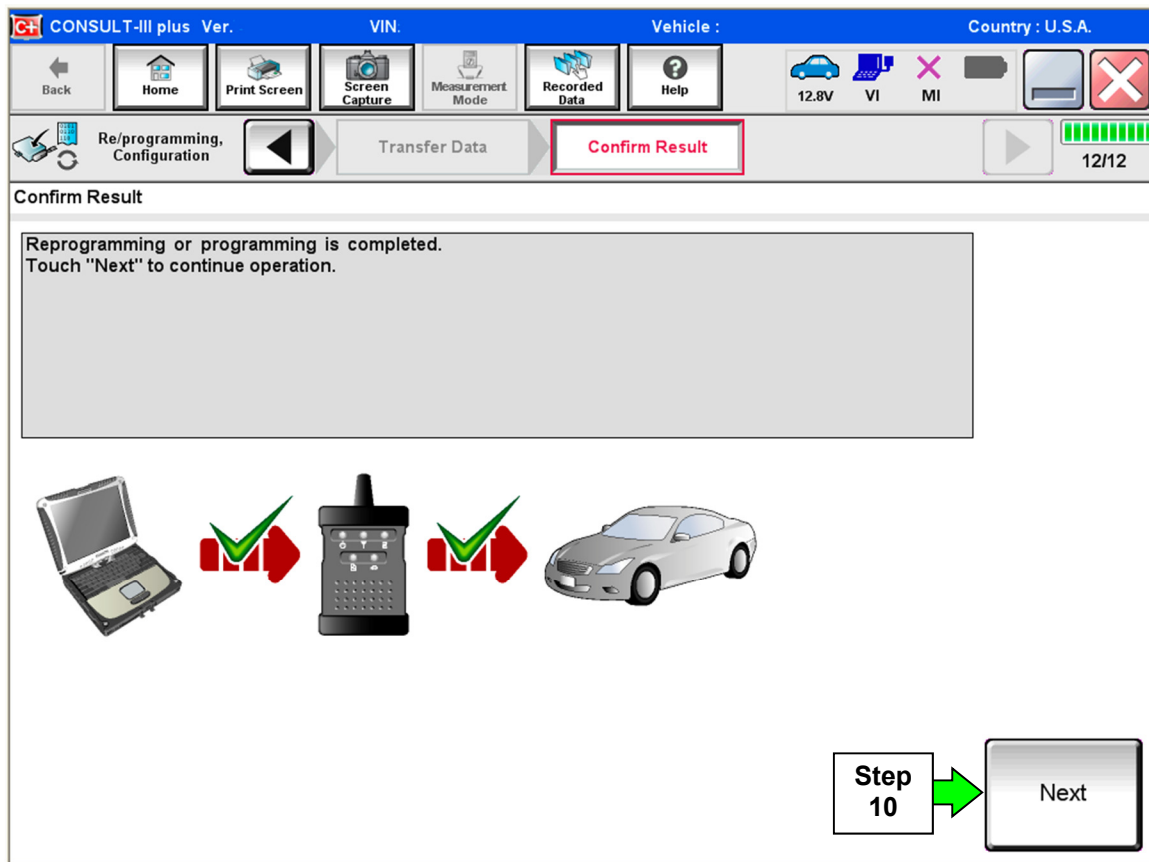 C+ CONSULT-III plus Ver. VIN: Vehicle : Country : U.S.A.
Back
Home
Print Screen
Screen
Capture
Measurement
Mode
Recorded
Data
Help
12.8V
VI
MI
Re/programming,
Configuration
Transfer Data
Confirm Result
12/12
Confirm Result
Reprogramming or programming is completed.
Touch "Next" to continue operation.
Step
10
Next